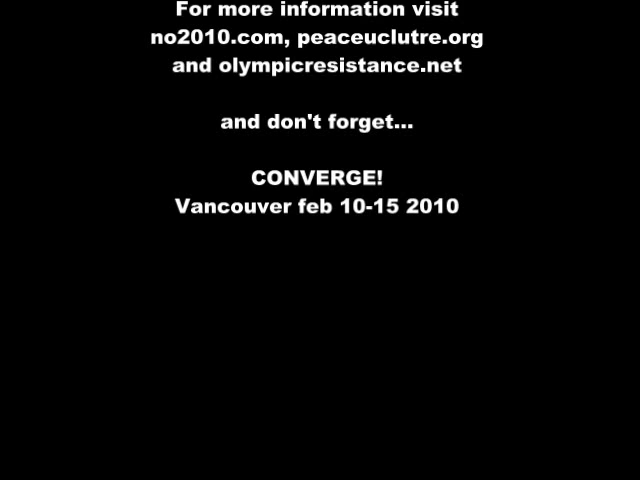 For more information visit
no2010.com, peaceuclutre.org
and olympicresistance.net
and don't forget...
CONVERGE!
Vancouver feb 10-15 2010